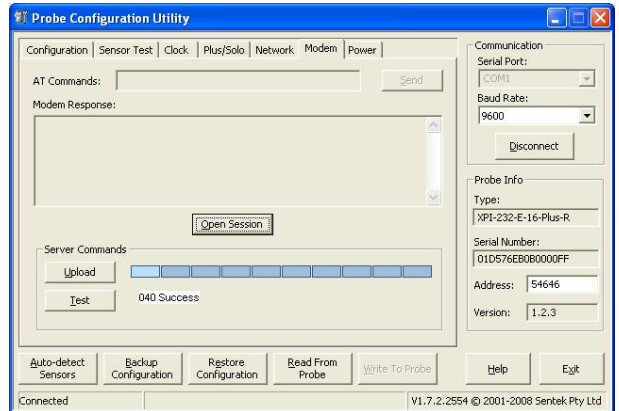 Probe Configuration Utility
Configuration Sensor Test Clock Plus/Solo Network Modem Power
AT Commands:
Send
Modem Response:
Open Session
Server Commands
Upload
Test
040 Success
Communication
Serial Port:
COM1
Baud Rate:
9600
Disconnect
Probe Info
Type:
XPI-232-E-16-Plus-R
Serial Number:
01D576EB0B0000FF
Address: 54646
Version: 1.2.3
Auto-detect Sensors
Backup Configuration
Restore Configuration
Read From Probe
Write To Probe
Help
Exit
Connected
V1.7.2.2554 © 2001-2008 Sentek Pty Ltd